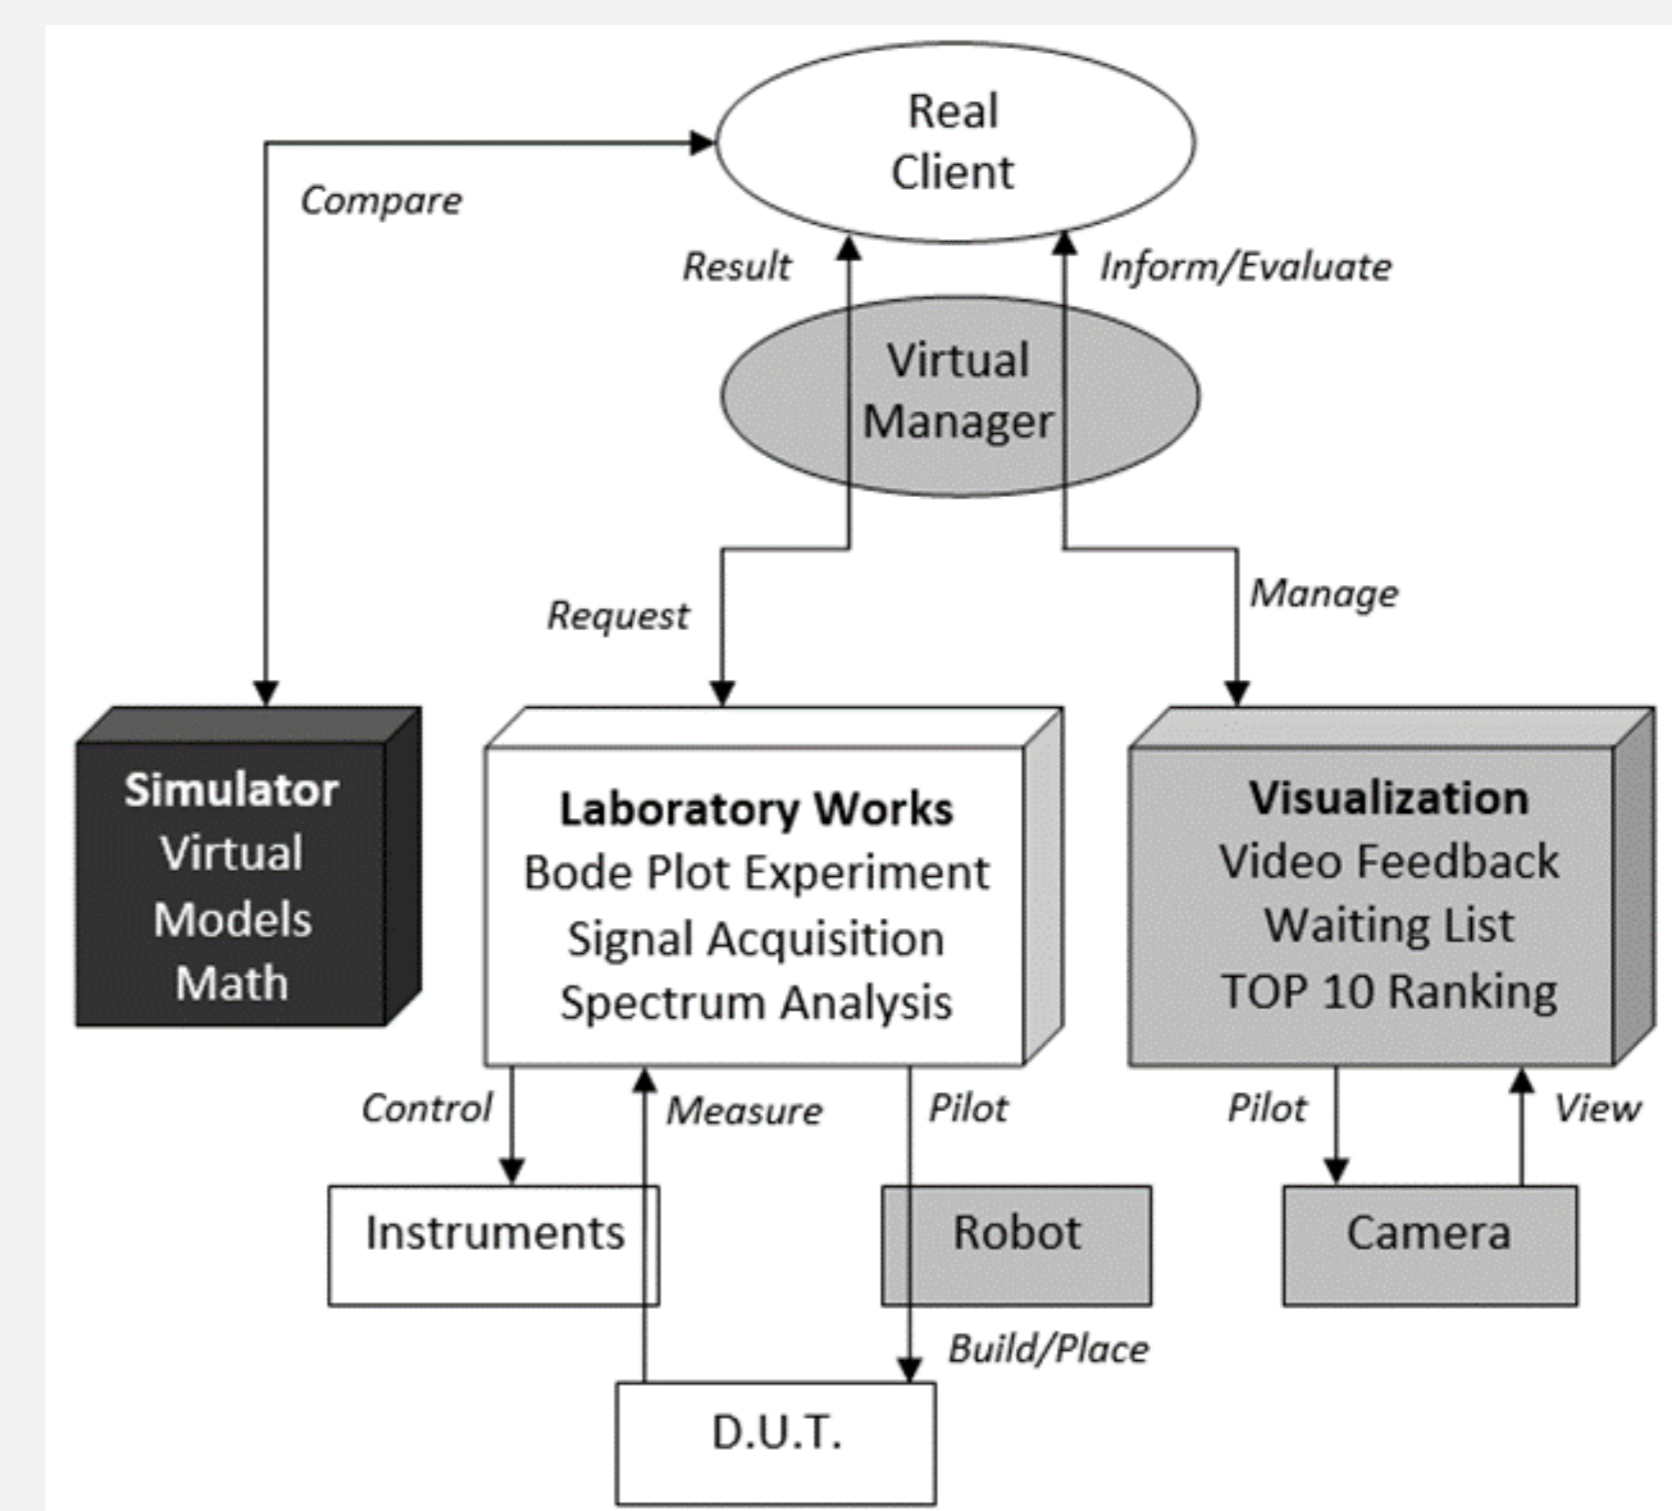 Real
Client
Compare
Result
Inform/Evaluate
Virtual
Manager
Request
Manage
Simulator
Virtual
Models
Math
Laboratory Works
Bode Plot Experiment
Signal Acquisition
Spectrum Analysis
Visualization
Video Feedback
Waiting List
TOP 10 Ranking
Control
Measure
Pilot
Pilot
View
Instruments
Robot
Camera
Build/Place
D.U.T.